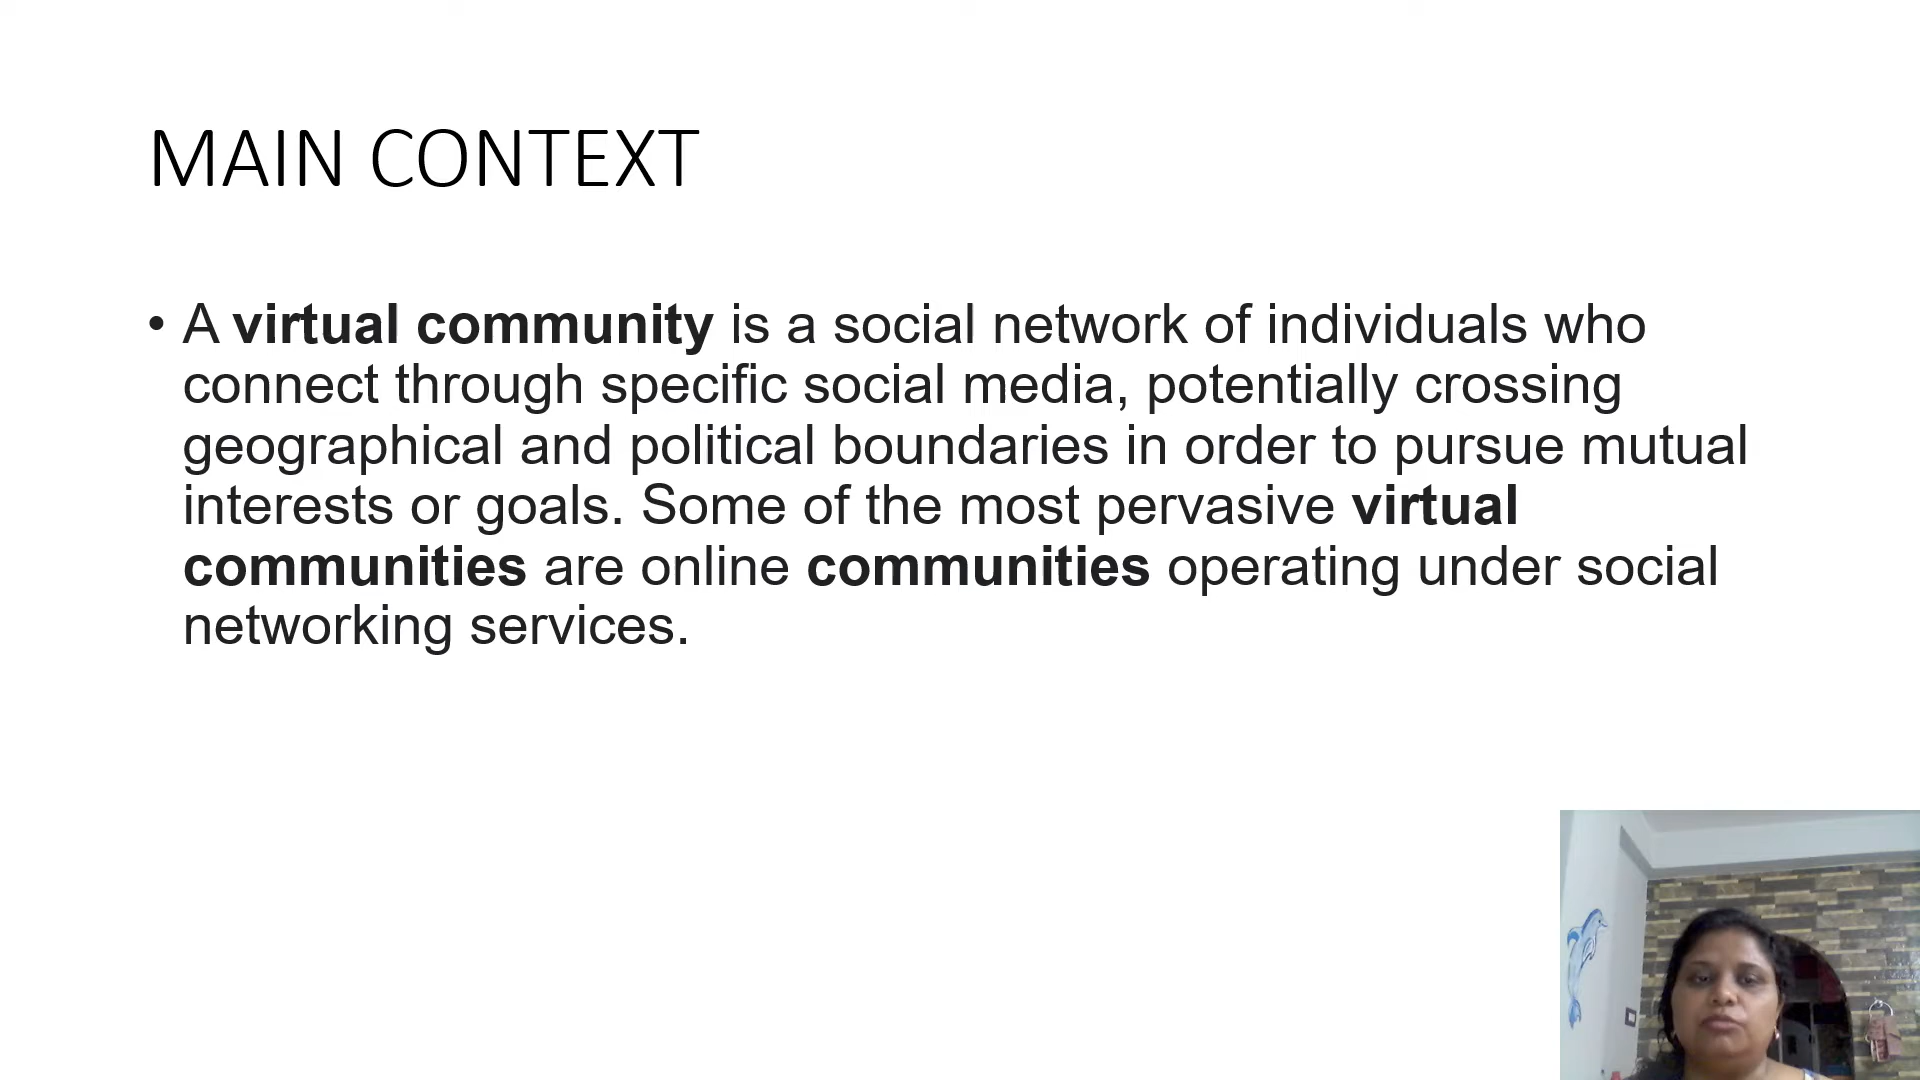 MAIN CONTEXT
• A virtual community is a social network of individuals who
connect through specific social media, potentially crossing
geographical and political boundaries in order to pursue mutual
interests or goals. Some of the most pervasive virtual
communities are online communities operating under social
networking services.